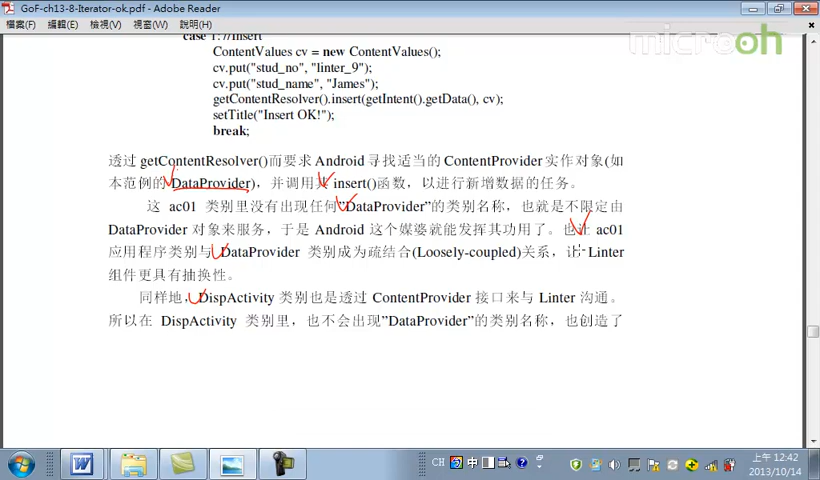 GoF-ch13-8-Iterator-ok.pdf - Adobe Reader
檔案(F) 編輯(E) 檢視(V) 視窗(W) 說明(H)
microoh
case 1://insert
ContentValues cv = new ContentValues();
cv.put("stud_no", "linter_9");
cv.put("stud_name", "James");
getContentResolver().insert(getIntent().getData(), cv);
setTitle("Insert OK!");
break;
透过 getContentResolver()而要求 Android 寻找适当的 ContentProvider 实作对象(如
本范例的 DataProvider)，并调用其 insert()函数，以进行新增数据的任务。
这 ac01 类别里没有出现任何"DataProvider"的类别名称，也就是不限定由
DataProvider 对象来服务，于是 Android 这个媒婆就能发挥其功用了。也让 ac01
应用程序类别与 DataProvider 类别成为疏结合(Loosely-coupled)关系，让 Linter
组件更具有抽换性。
同样地，DispActivity 类别也是透过 ContentProvider 接口来与 Linter 沟通。
所以在 DispActivity 类别里，也不会出现"DataProvider"的类别名称，也创造了
CH 中
上午 12:42
2013/10/14